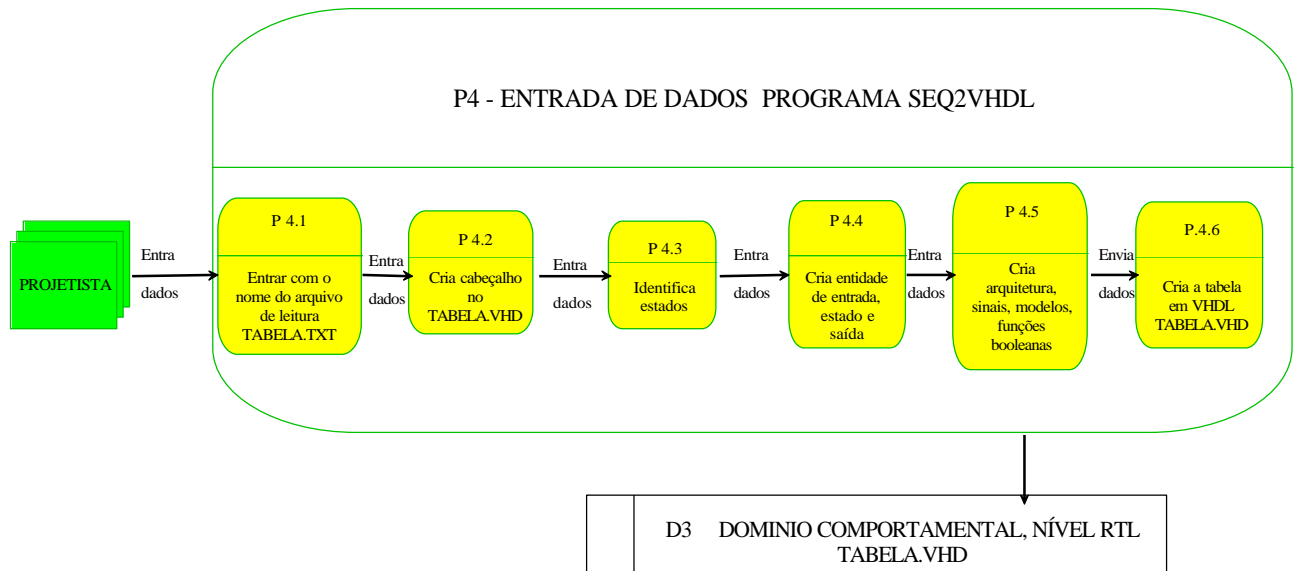 P4 - ENTRADA DE DADOS PROGRAMA SEQ2VHDL
PROJETISTA
Entra
dados
P 4.1
Entrar com o
nome do arquivo
de leitura
TABELA.TXT
Entra
dados
P 4.2
Cria cabeçalho
no
TABELA.VHD
Entra
dados
P 4.3
Identifica
estados
Entra
dados
P 4.4
Cria entidade
de entrada,
estado e
saída
Entra
dados
P 4.5
Cria
arquitetura,
sinais, modelos,
funções
booleanas
Envia
dados
P.4.6
Cria a tabela
em VHDL
TABELA.VHD
D3 DOMINIO COMPORTAMENTAL, NÍVEL RTL
TABELA.VHD